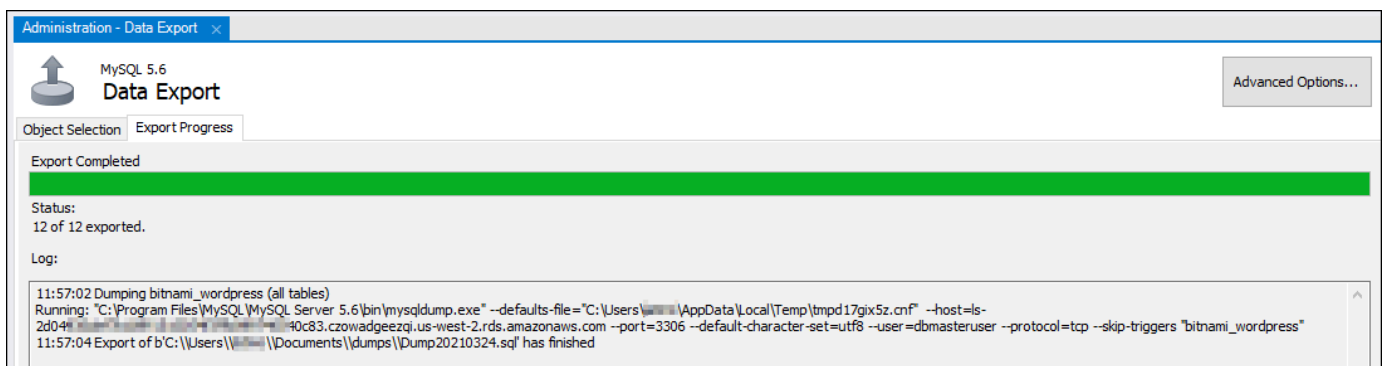 Administration - Data Export
MySQL 5.6
Data Export
Advanced Options...
Object Selection
Export Progress
Export Completed
Status:
12 of 12 exported.
Log:
11:57:02 Dumping bitnami_wordpress (all tables)
Running: "C:\Program Files\MySQL\MySQL Server 5.6\bin\mysqldump.exe" --defaults-file="C:\Users\ \AppData\Local\Temp\tmpd17gix5z.cnf" --host=ls-
2d04 40c83.czowadgeezqi.us-west-2.rds.amazonaws.com --port=3306 --default-character-set=utf8 --user=dbmasteruser --protocol=tcp --skip-triggers "bitnami_wordpress"
11:57:04 Export of b'C:\\Users\\ \\Documents\\dumps\\Dump20210324.sql' has finished